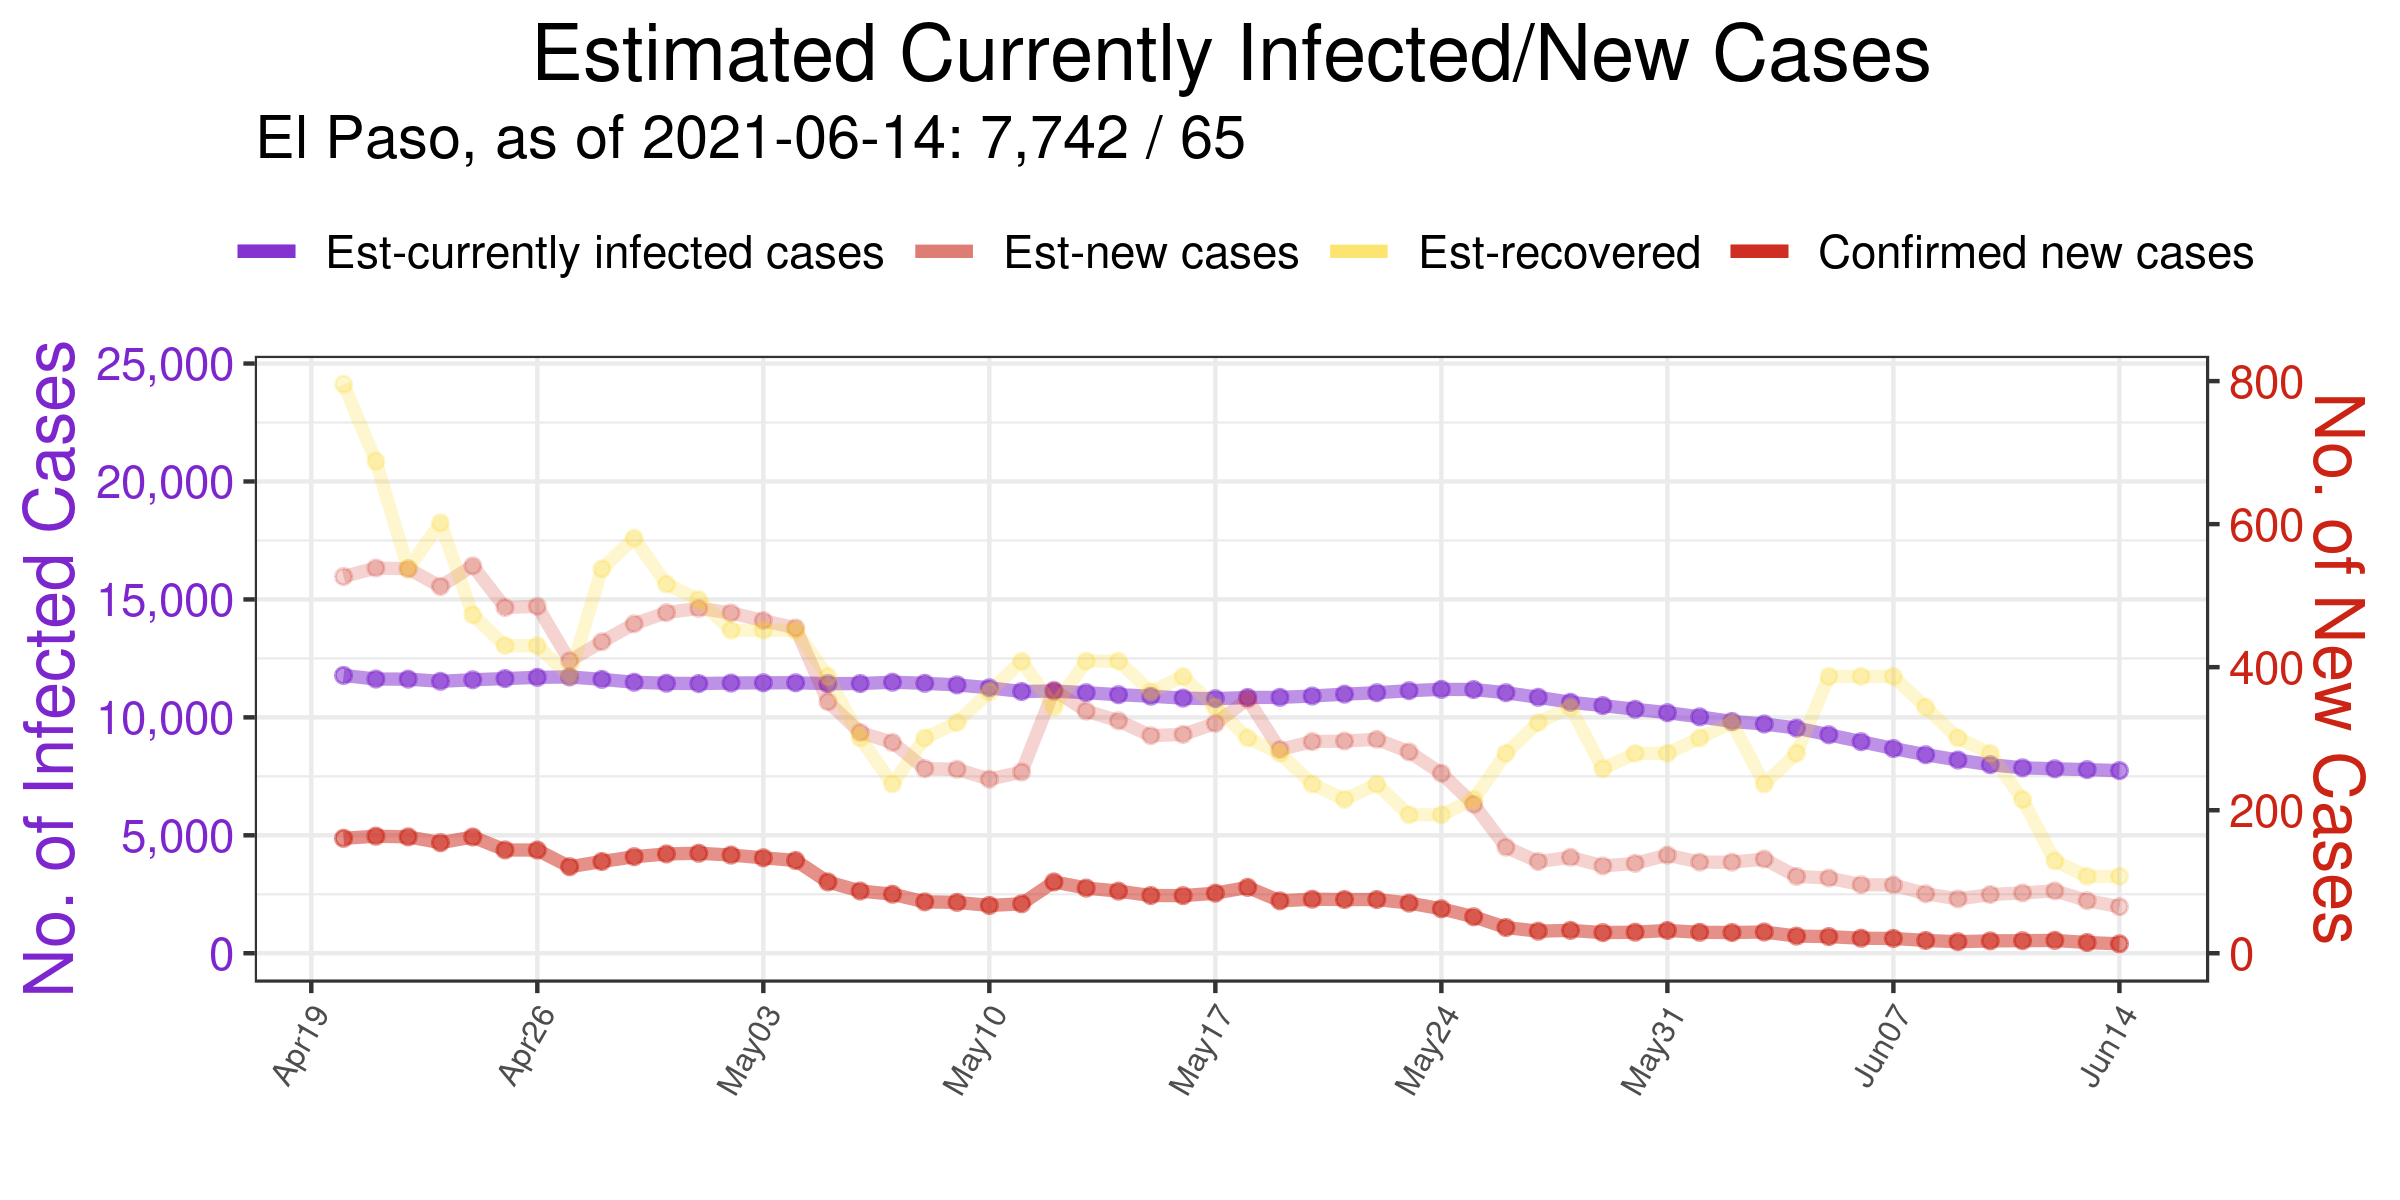 Estimated Currently Infected/New Cases
El Paso, as of 2021-06-14: 7,742 / 65
Est-currently infected cases
Est-new cases
Est-recovered
Confirmed new cases
No. of Infected Cases
25,000
20,000
15,000
10,000
5,000
0
800
600
400
200
0
No. of New Cases
Apr19
Apr26
May03
May10
May17
May24
May31
Jun07
Jun14